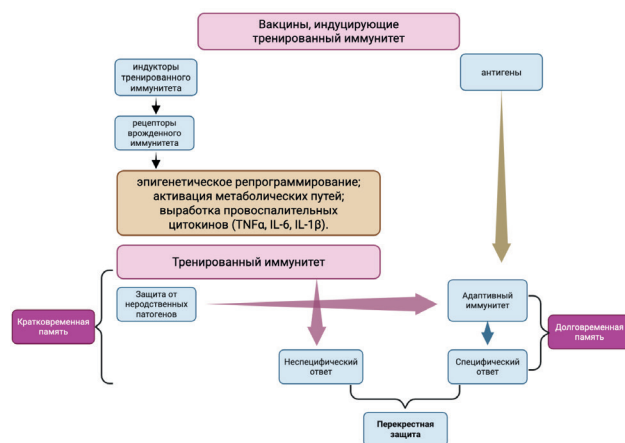 Вакцины, индуцирующие
тренированный иммунитет
индукторы
тренированного
иммунитета
антигены
рецепторы
врожденного
иммунитета
эпигенетическое репрограммирование;
активация метаболических путей;
выработка провоспалительных
цитокинов (TNFα, IL-6, IL-1β).
Тренированный иммунитет
Защита от
неродственных
патогенов
Адаптивный
иммунитет
Кратковременная
память
Долговременная
память
Неспецифический
ответ
Специфический
ответ
Перекрестная
защита